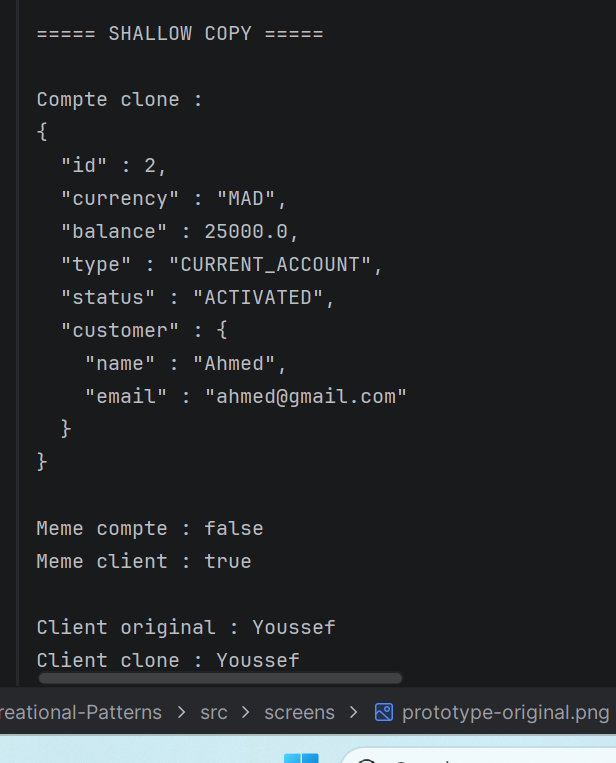 ===== SHALLOW COPY =====
Compte clone :
{
"id" : 2,
"currency" : "MAD",
"balance" : 25000.0,
"type" : "CURRENT_ACCOUNT",
"status" : "ACTIVATED",
"customer" : {
"name" : "Ahmed",
"email" : "ahmed@gmail.com"
}
}
Meme compte : false
Meme client : true
Client original : Youssef
Client clone : Youssef
reational-Patterns > src > screens > prototype-original.png